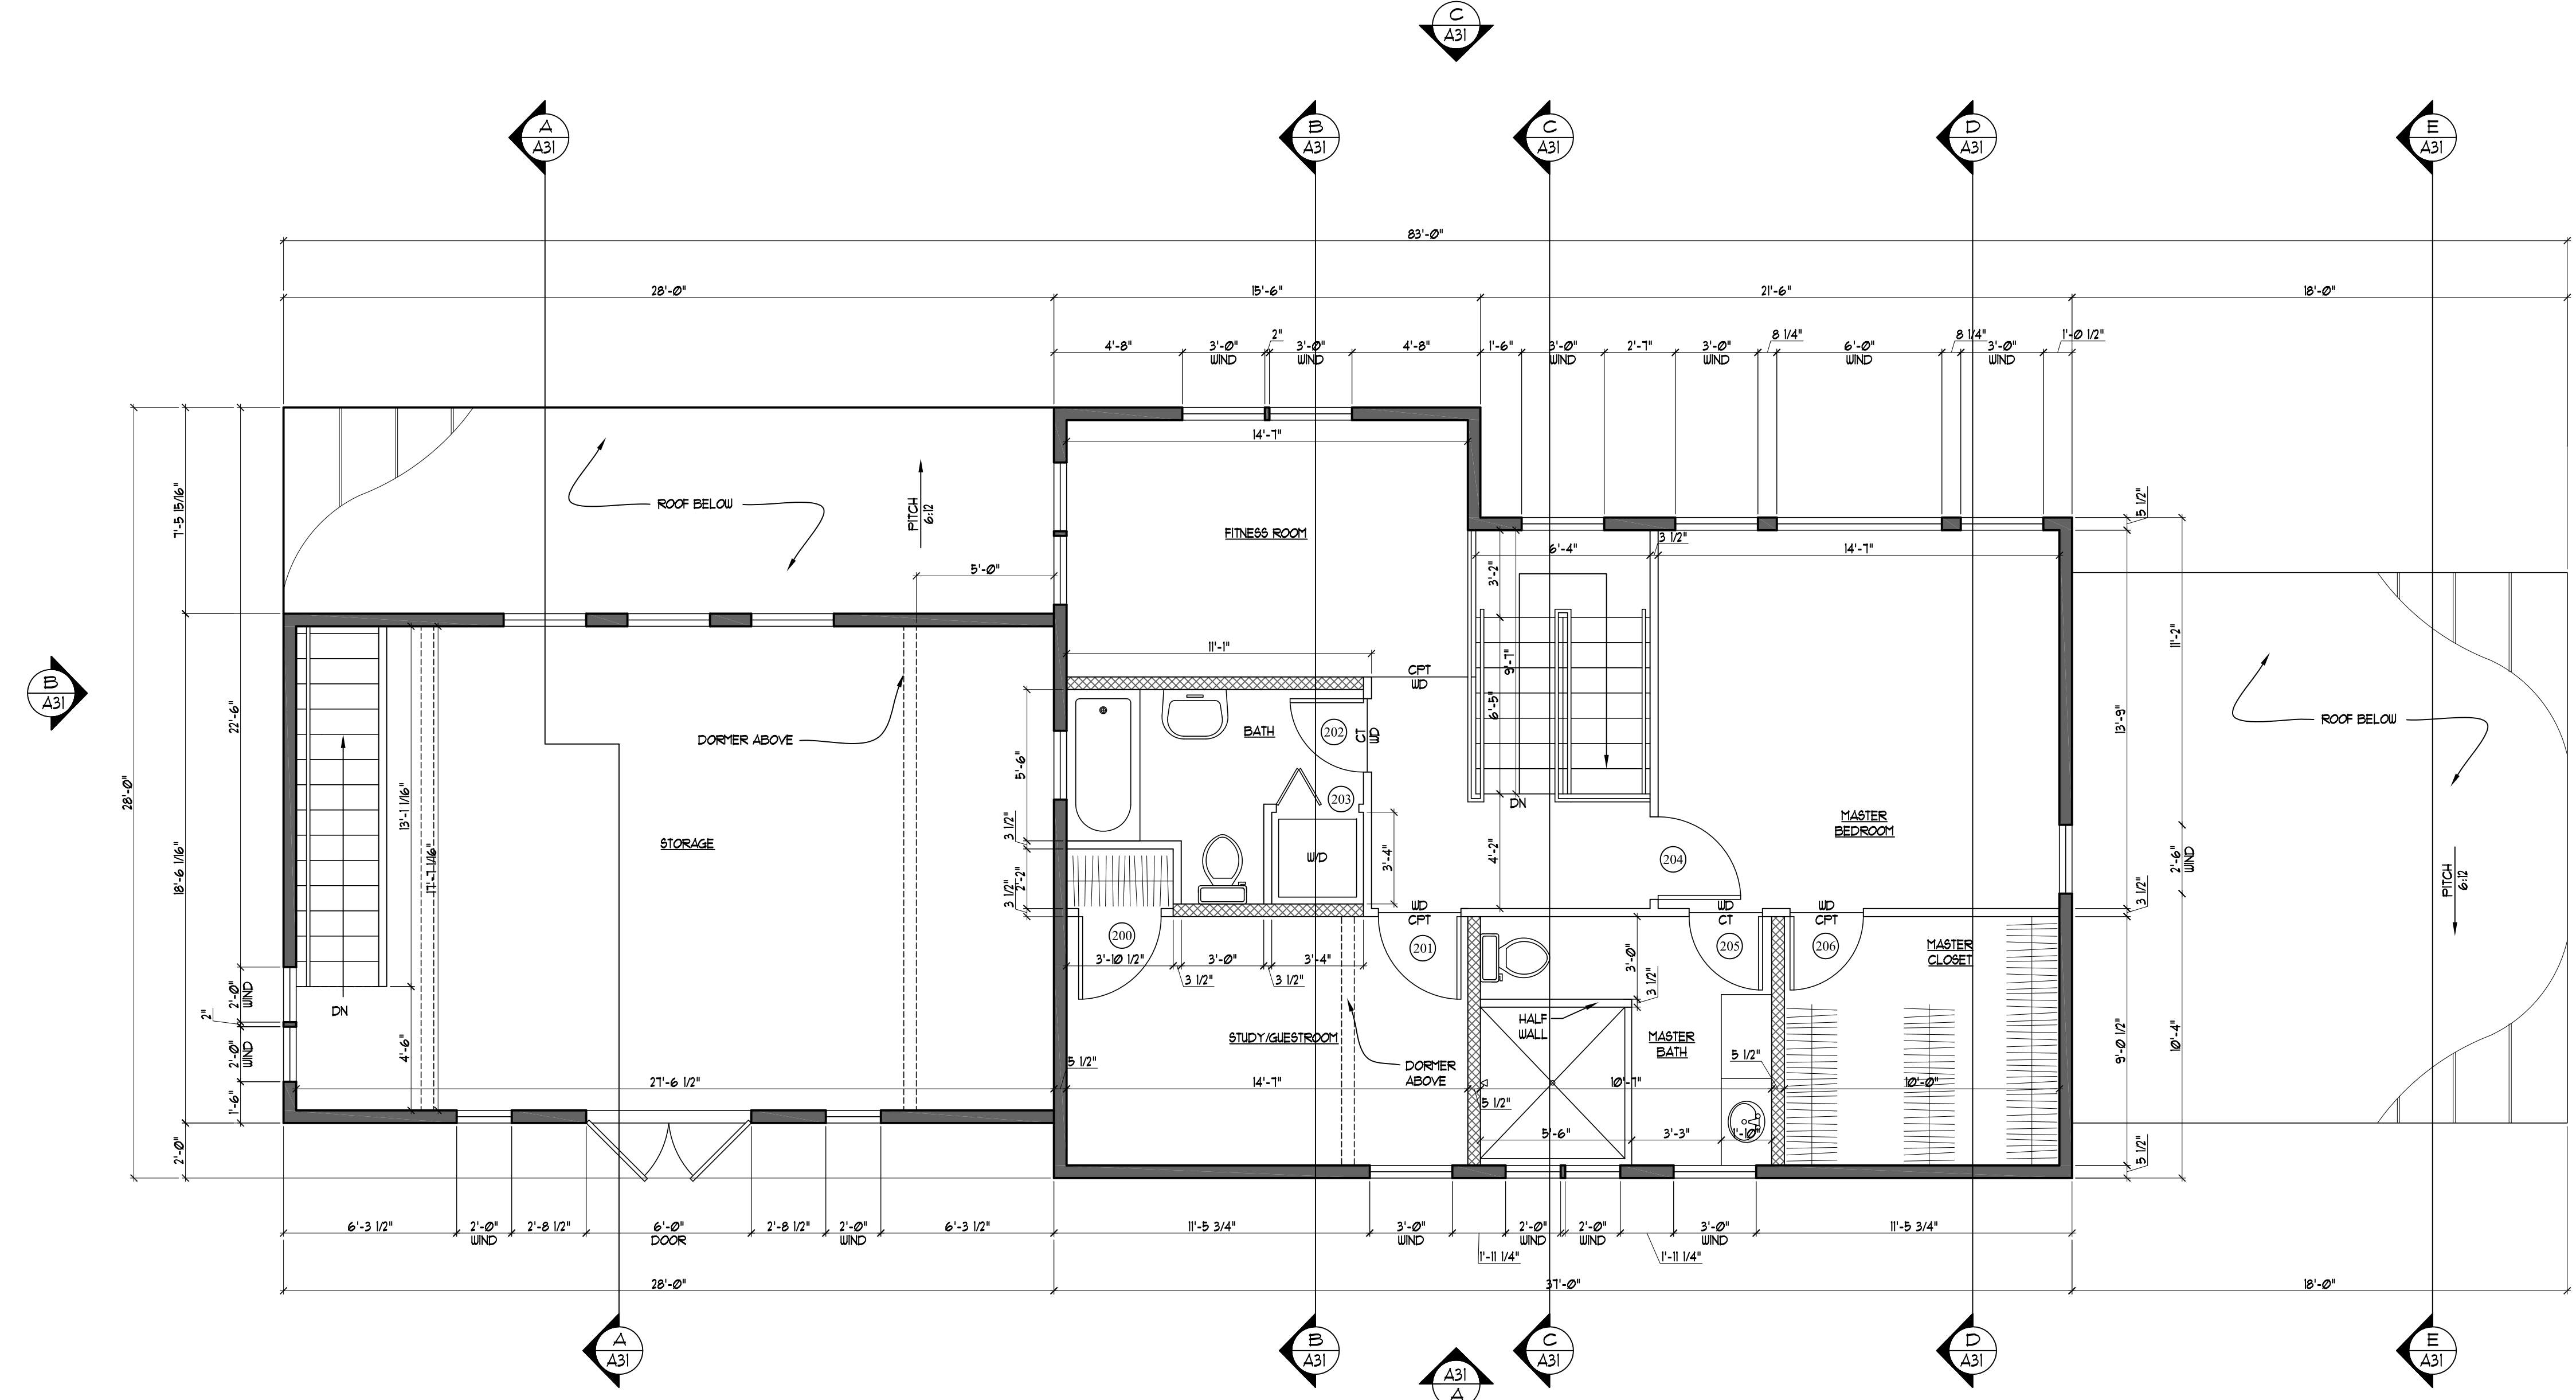 C
A31
A
A31
B
A31
C
A31
D
A31
E
A31
83'-0"
28'-0"
15'-6"
21'-6"
18'-0"
4'-8"
3'-0"
WIND
2"
3'-0"
WIND
4'-8"
1'-6"
3'-0"
WIND
2'-7"
3'-0"
WIND
8 1/4"
6'-0"
WIND
8 1/4"
3'-0"
WIND
1'-0 1/2"
14'-7"
ROOF BELOW
PITCH
6:12
7'-5 15/16"
5 1/2"
FITNESS ROOM
6'-4"
3 1/2"
14'-7"
5'-0"
3'-2"
11'-2"
11'-1"
CPT
WD
9'-7"
6'-5"
B
A31
22'-6"
DORMER ABOVE
BATH
202
CT
WD
13'-9"
ROOF BELOW
28'-0"
5'-6"
13'-1 1/16"
203
DN
3 1/2"
MASTER
BEDROOM
STORAGE
18'-6 1/16"
17'-7 1/16"
W/D
3'-4"
4'-2"
204
2'-6"
WIND
2'-2"
3 1/2"
3 1/2"
PITCH
6:12
WD
CPT
WD
CT
WD
CPT
200
201
205
206
MASTER
CLOSET
3'-10 1/2"
3'-0"
3'-4"
3'-0"
3 1/2"
3 1/2"
3 1/2"
2'-0"
WIND
2"
DN
HALF
WALL
STUDY/GUESTROOM
MASTER
BATH
2'-0"
WIND
4'-6"
5 1/2"
DORMER
ABOVE
5 1/2"
9'-0 1/2"
10'-4"
27'-6 1/2"
14'-7"
10'-7"
10'-0"
1'-6"
5 1/2"
5'-6"
3'-3"
1'-10"
2'-0"
5 1/2"
6'-3 1/2"
2'-0"
WIND
2'-8 1/2"
6'-0"
DOOR
2'-8 1/2"
2'-0"
WIND
6'-3 1/2"
11'-5 3/4"
3'-0"
WIND
1'-11 1/4"
2'-0"
WIND
2'-0"
WIND
1'-11 1/4"
3'-0"
WIND
11'-5 3/4"
28'-0"
37'-0"
18'-0"
A
A31
B
A31
C
A31
D
A31
E
A31
A31
A